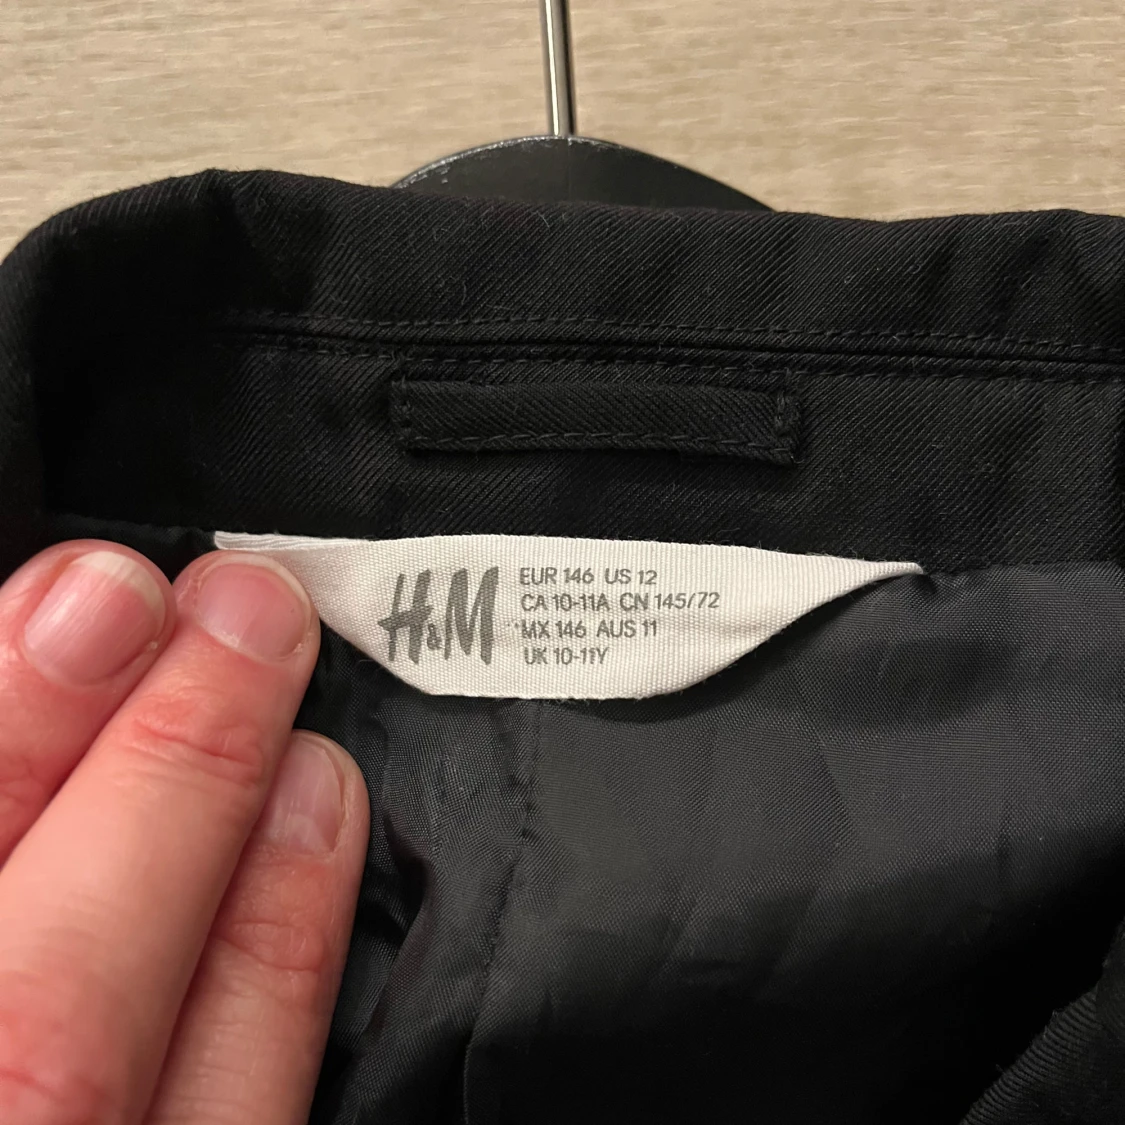 H&M
EUR 146 US 12
CA 10-11A CN 145/72
MX 146 AUS 11
UK 10-11Y